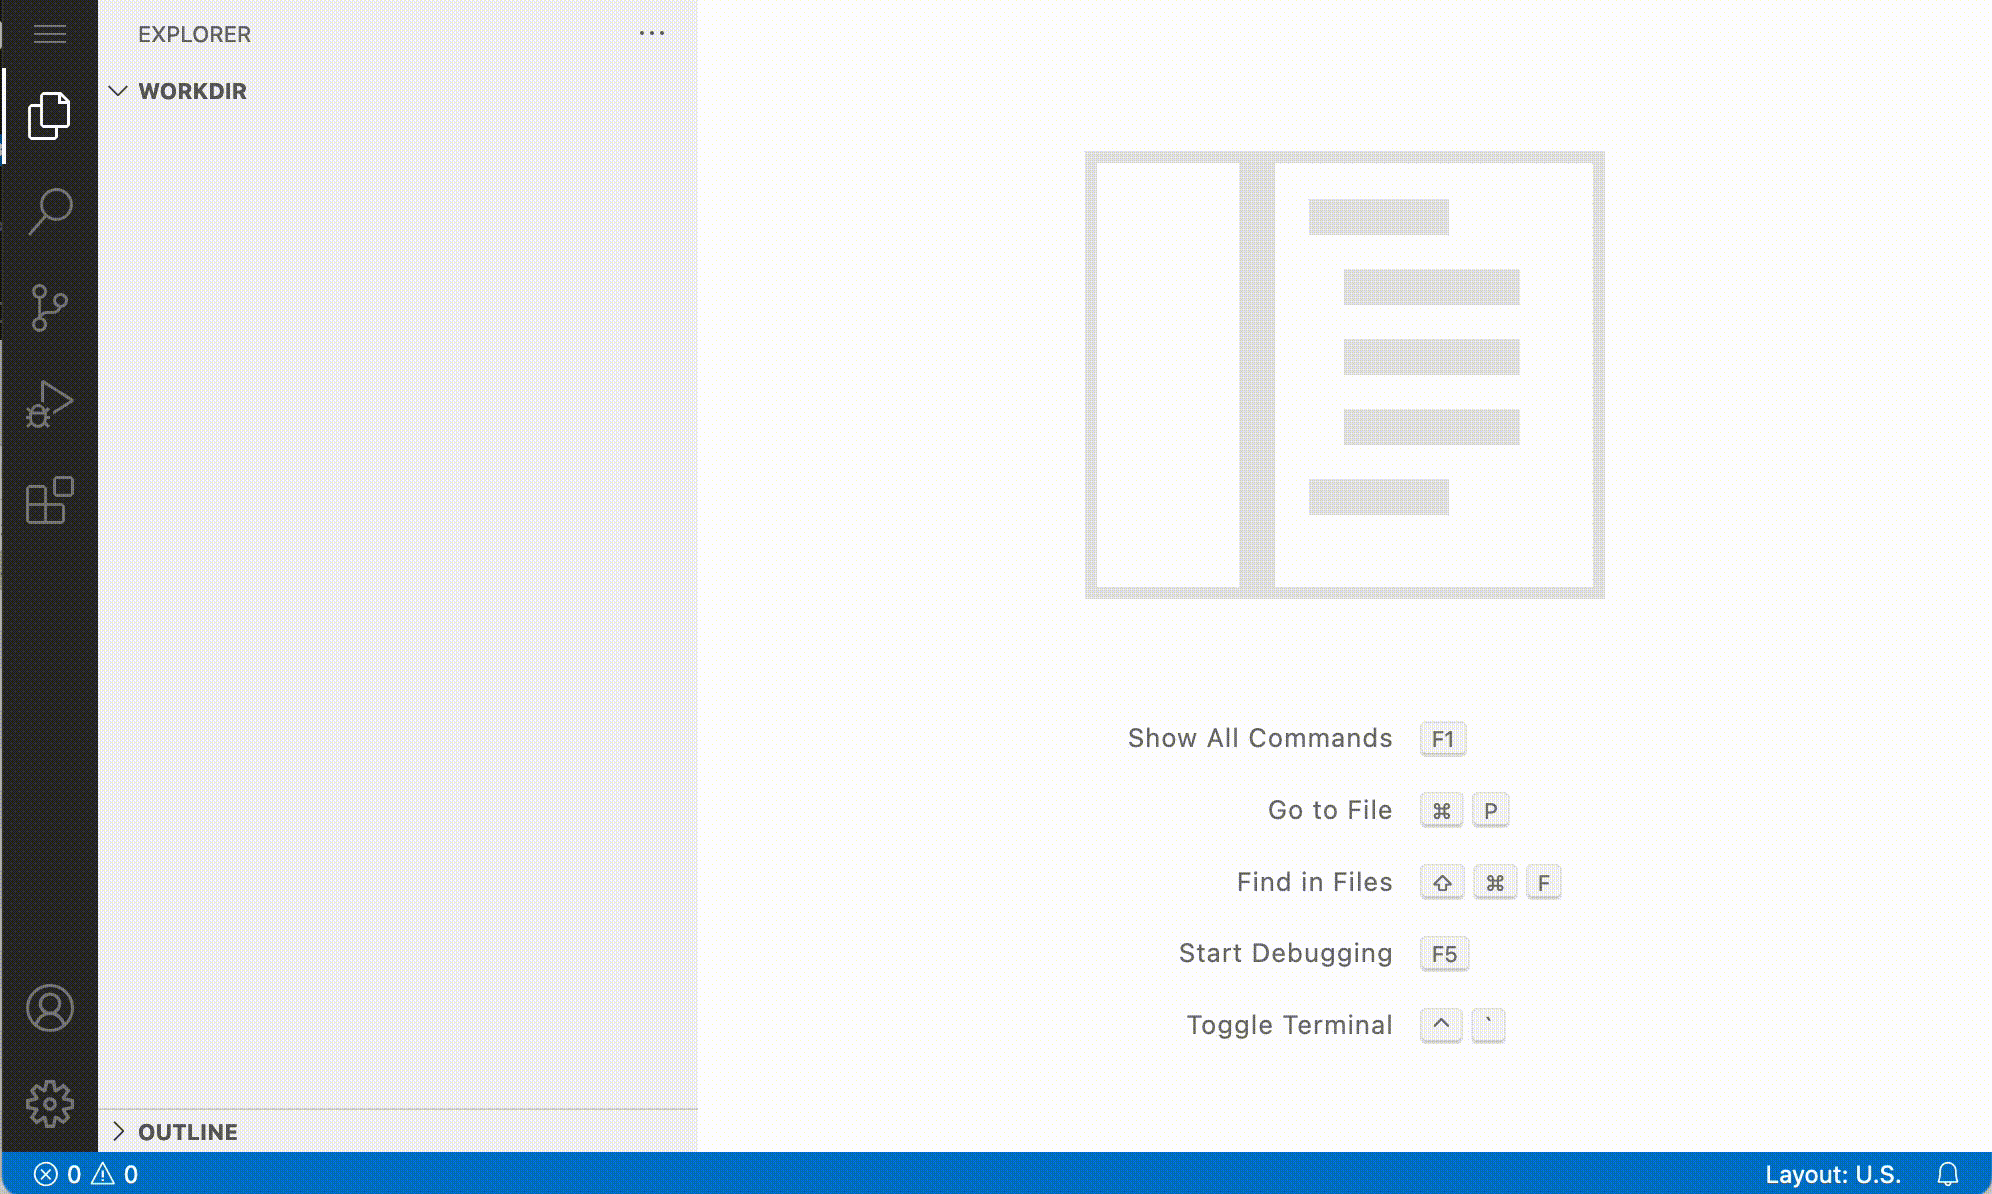 EXPLORER
WORKDIR
Show All Commands F1
Go to File ⌘ P
Find in Files ⇧ ⌘ F
Start Debugging F5
Toggle Terminal ^ `
OUTLINE
0 0
Layout: U.S.